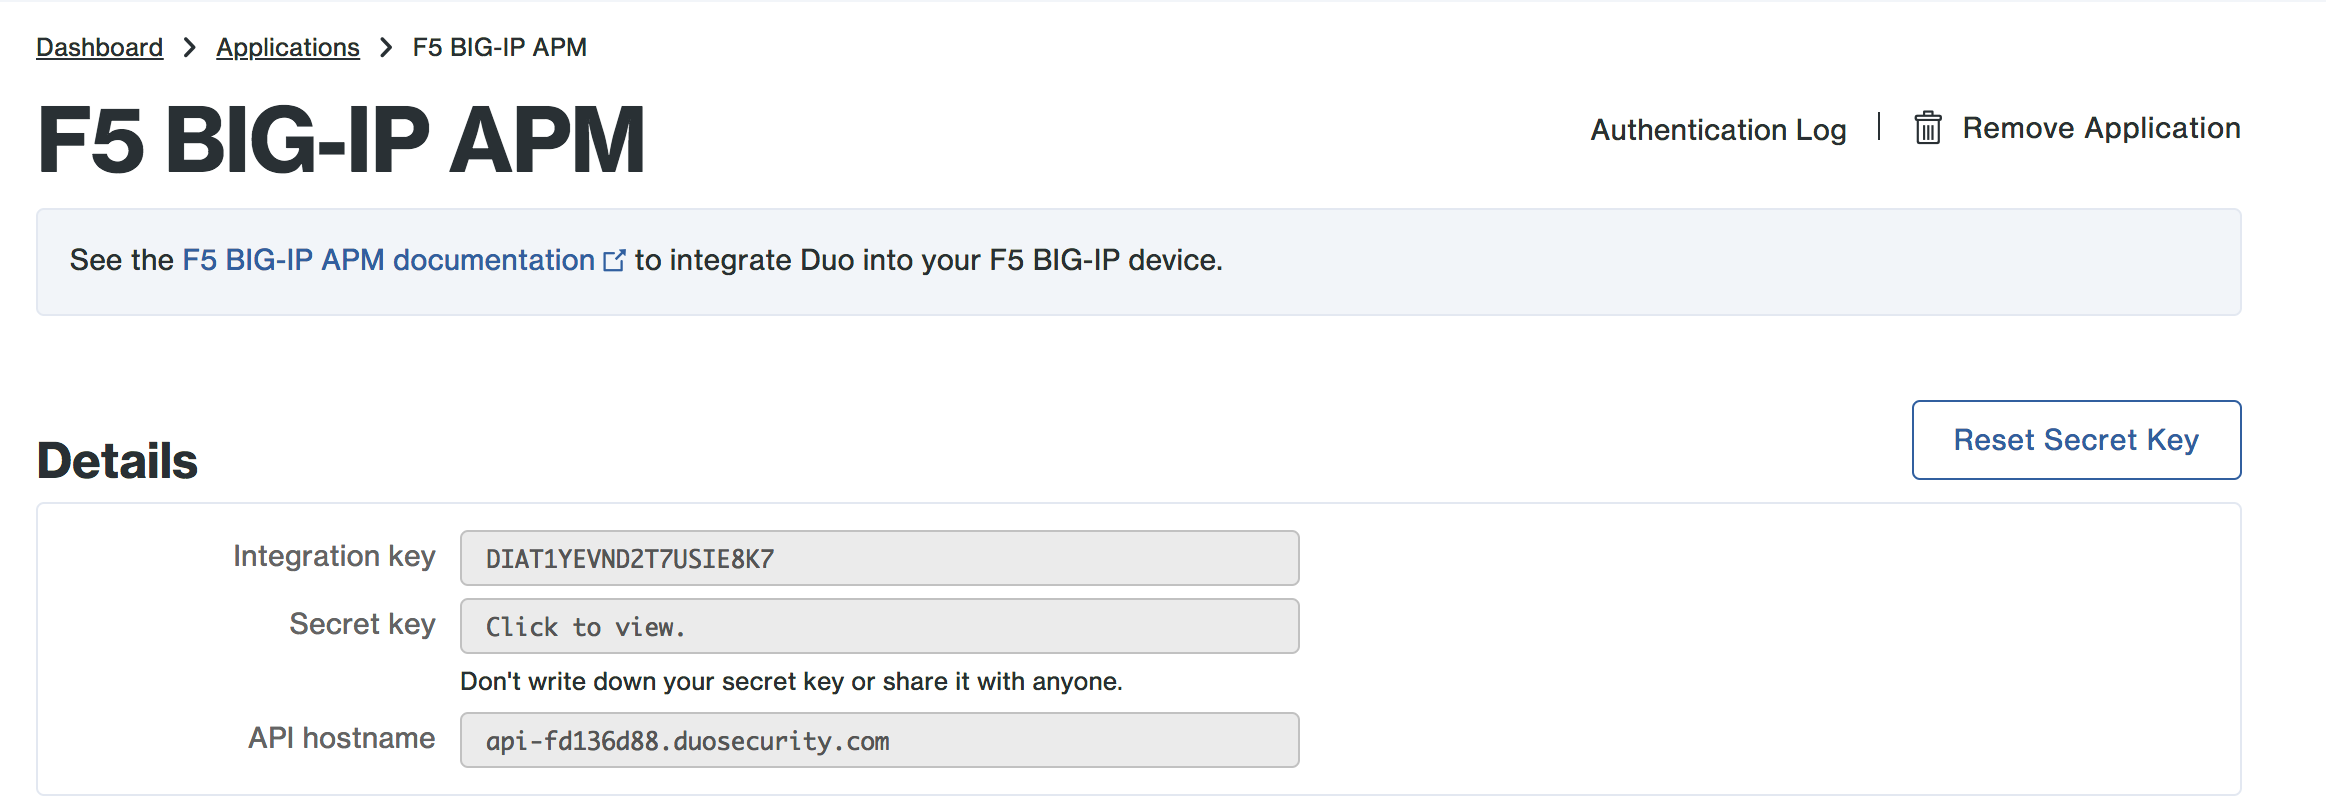 Dashboard > Applications > F5 BIG-IP APM
F5 BIG-IP APM
Authentication Log | Remove Application
See the F5 BIG-IP APM documentation to integrate Duo into your F5 BIG-IP device.
Reset Secret Key
Details
Integration key DIAT1YEVND2T7USIE8K7
Secret key Click to view.
Don't write down your secret key or share it with anyone.
API hostname api-fd136d88.duosecurity.com